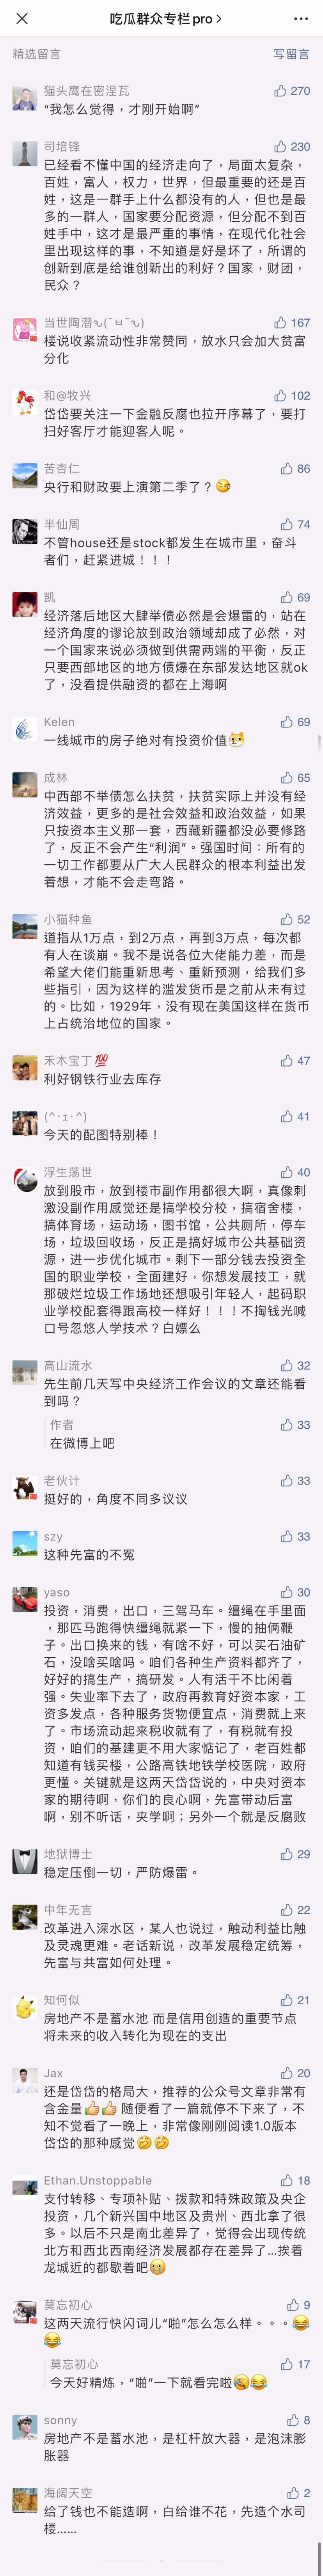 吃瓜群众专栏pro
精选留言 写留言
猫头鹰在密涅瓦 270
“我怎么觉得，才刚开始啊”
司培锋 230
已经看不懂中国的经济走向了，局面太复杂，
百姓，富人，权力，世界，但最重要的还是百
姓，这是一群手上什么都没有的人，但也是最
多的一群人，国家要分配资源，但分配不到百
姓手中，这才是最严重的事情，在现代化社会
里出现这样的事，不知道是好是坏了，所谓的
创新到底是给谁创新出的利好？国家，财团，
民众？
当世陶潜ᔐ(¯ㅂ¯ᔐ) 167
楼说收紧流动性非常赞同，放水只会加大贫富
分化
和@牧兴 102
岱岱要关注一下金融反腐也拉开序幕了，要打
扫好客厅才能迎客人呢。
苦杏仁 86
央行和财政要上演第二季了？😏
半仙周 74
不管house还是stock都发生在城市里，奋斗
者们，赶紧进城！！！
凯 69
经济落后地区大肆举债必然是会爆雷的，站在
经济角度的谬论放到政治领域却成了必然，对
一个国家来说必须做到供需两端的平衡，反正
只要西部地区的地方债爆在东部发达地区就ok
了，没看提供融资的都在上海啊
Kelen 69
一线城市的房子绝对有投资价值
成林 65
中西部不举债怎么扶贫，扶贫实际上并没有经
济效益，更多的是社会效益和政治效益，如果
只按资本主义那一套，西藏新疆都没必要修路
了，反正不会产生“利润”。强国时间：所有的
一切工作都要从广大人民群众的根本利益出发
着想，才能不会走弯路。
小猫种鱼 52
道指从1万点，到2万点，再到3万点，每次都
有人在谈崩。我不是说各位大佬能力差，而是
希望大佬们能重新思考、重新预测，给我们多
些指引，因为这样的滥发货币是之前从未有过
的。比如，1929年，没有现在美国这样在货币
上占统治地位的国家。
禾木宝丁💯 47
利好钢铁行业去库存
(^･ｪ･^) 41
今天的配图特别棒！
浮生荡世 40
放到股市，放到楼市副作用都很大啊，真像刺
激没副作用感觉还是搞学校分校，搞宿舍楼，
搞体育场，运动场，图书馆，公共厕所，停车
场，垃圾回收场，反正是搞好城市公共基础资
源，进一步优化城市。剩下一部分钱去投资全
国的职业学校，全面建好，你想发展技工，就
那破烂垃圾工作场地还想吸引年轻人，起码职
业学校配套得跟高校一样好！！！不掏钱光喊
口号忽悠人学技术？白嫖么
高山流水 32
先生前几天写中央经济工作会议的文章还能看
到吗？
作者 33
在微博上吧
老伙计 33
挺好的，角度不同多议议
szy 33
这种先富的不冤
yaso 30
投资，消费，出口，三驾马车。缰绳在手里面
，那匹马跑得快缰绳就紧一下，慢的抽俩鞭
子。出口换来的钱，有啥不好，可以买石油矿
石，没啥买啥吗。咱们各种生产资料都齐了，
好好的搞生产，搞研发。人有活干不比闲着
强。失业率下去了，政府再教育好资本家，工
资多发点，各种服务货物便宜点，消费就上来
了。市场流动起来税收就有了，有税就有投
资，咱们的基建更不用大家惦记了，老百姓都
知道有钱买楼，公路高铁地铁学校医院，政府
更懂。关键就是这两天岱岱说的，中央对资本
家的期待啊，你们的良心啊，先富带动后富
啊，别不听话，夹学啊；另外一个就是反腐败
地狱博士 29
稳定压倒一切，严防爆雷。
中年无言 22
改革进入深水区，某人也说过，触动利益比触
及灵魂更难。老话新说，改革发展稳定统筹，
先富与共富如何处理。
知何似 21
房地产不是蓄水池 而是信用创造的重要节点
将未来的收入转化为现在的支出
Jax 20
还是岱岱的格局大，推荐的公众号文章非常有
含金量👍👍 随便看了一篇就停不下来了，不
知不觉看了一晚上，非常像刚刚阅读1.0版本
岱岱的那种感觉🤣🤣
Ethan.Unstoppable 18
支付转移、专项补贴、拨款和特殊政策及央企
投资，几个新兴国中地区及贵州、西北拿了很
多。以后不只是南北差异了，觉得会出现传统
北方和西北西南经济发展都存在差异了...挨着
龙城近的都歇着吧😭
莫忘初心 9
这两天流行快闪词儿“啪”怎么怎么样。。。😂
😂
莫忘初心 17
今天好精炼，“啪”一下就看完啦🤣😂
sonny 8
房地产不是蓄水池，是杠杆放大器，是泡沫膨
胀器
海阔天空 2
给了钱也不能造啊，白给谁不花，先造个水司
楼......